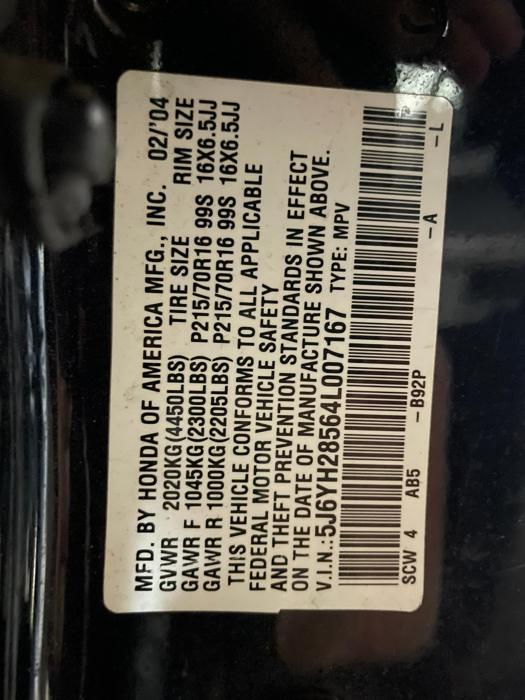 MFD. BY HONDA OF AMERICA MFG., INC. 02/'04
GVWR 2020KG(4450LBS) TIRE SIZE RIM SIZE
GAWR F 1045KG(2300LBS) P215/70R16 99S 16X6.5JJ
GAWR R 1000KG(2205LBS) P215/70R16 99S 16X6.5JJ
THIS VEHICLE CONFORMS TO ALL APPLICABLE
FEDERAL MOTOR VEHICLE SAFETY
AND THEFT PREVENTION STANDARDS IN EFFECT
ON THE DATE OF MANUFACTURE SHOWN ABOVE.
V.I.N.:5J6YH28564L007167 TYPE: MPV
SCW 4 AB5 -B92P -A -L